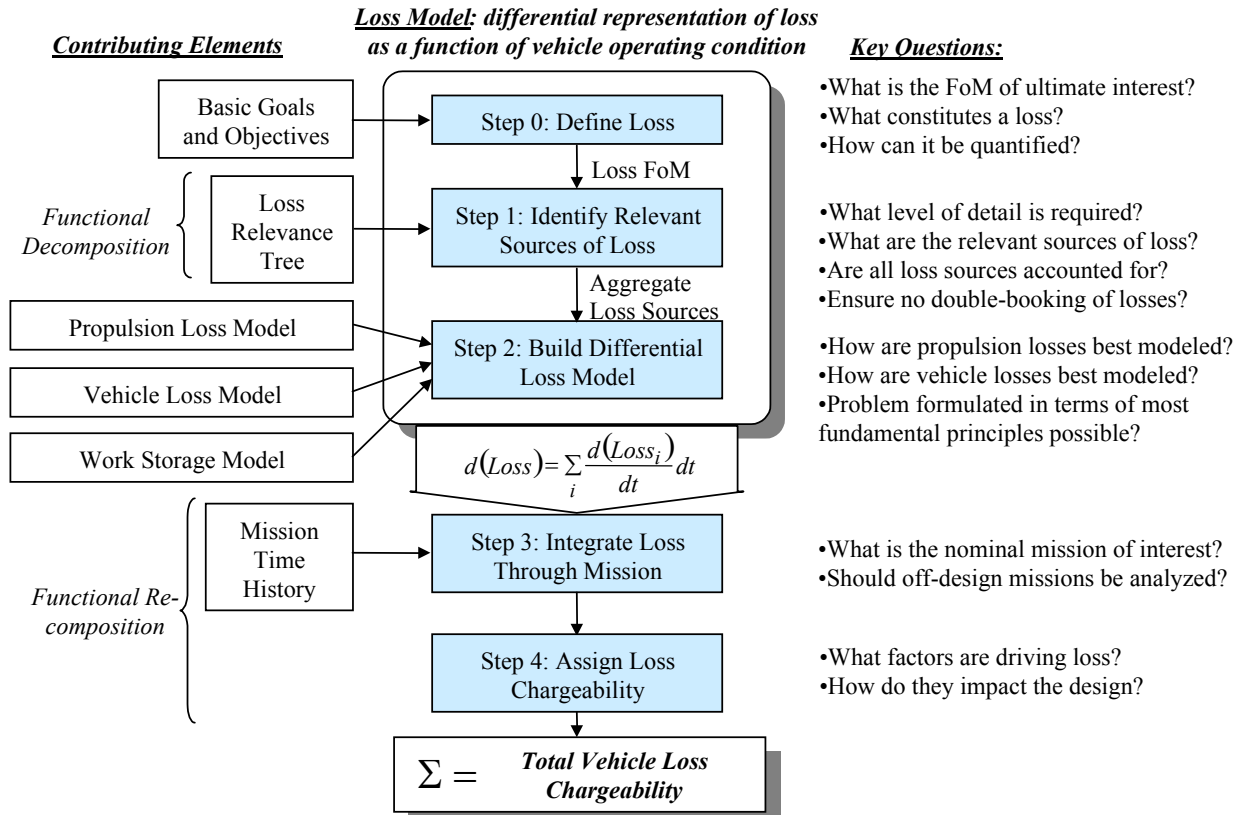 Contributing Elements
Loss Model: differential representation of loss
as a function of vehicle operating condition
Key Questions:
Basic Goals
and Objectives
Step 0: Define Loss
•What is the FoM of ultimate interest?
•What constitutes a loss?
•How can it be quantified?
Loss FoM
Functional
Decomposition
Loss
Relevance
Tree
Step 1: Identify Relevant
Sources of Loss
•What level of detail is required?
•What are the relevant sources of loss?
•Are all loss sources accounted for?
•Ensure no double-booking of losses?
Aggregate
Loss Sources
Propulsion Loss Model
Vehicle Loss Model
Work Storage Model
Step 2: Build Differential
Loss Model
•How are propulsion losses best modeled?
•How are vehicle losses best modeled?
•Problem formulated in terms of most
fundamental principles possible?
d(Loss)=∑_i d(Loss_i)/dt dt
Functional Re-
composition
Mission
Time
History
Step 3: Integrate Loss
Through Mission
•What is the nominal mission of interest?
•Should off-design missions be analyzed?
Step 4: Assign Loss
Chargeability
•What factors are driving loss?
•How do they impact the design?
Σ = Total Vehicle Loss
Chargeability